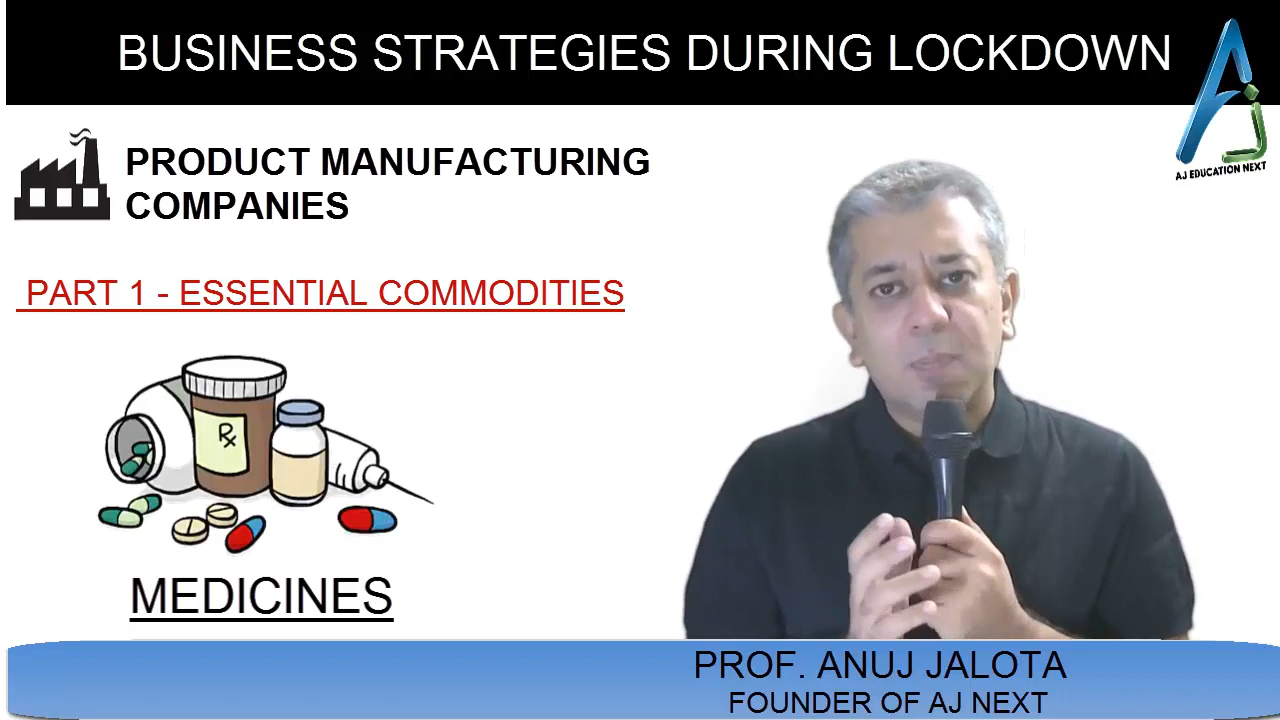 BUSINESS STRATEGIES DURING LOCKDOWN
AJ EDUCATION NEXT
PRODUCT MANUFACTURING
COMPANIES
PART 1 - ESSENTIAL COMMODITIES
Rx
MEDICINES
PROF. ANUJ JALOTA
FOUNDER OF AJ NEXT